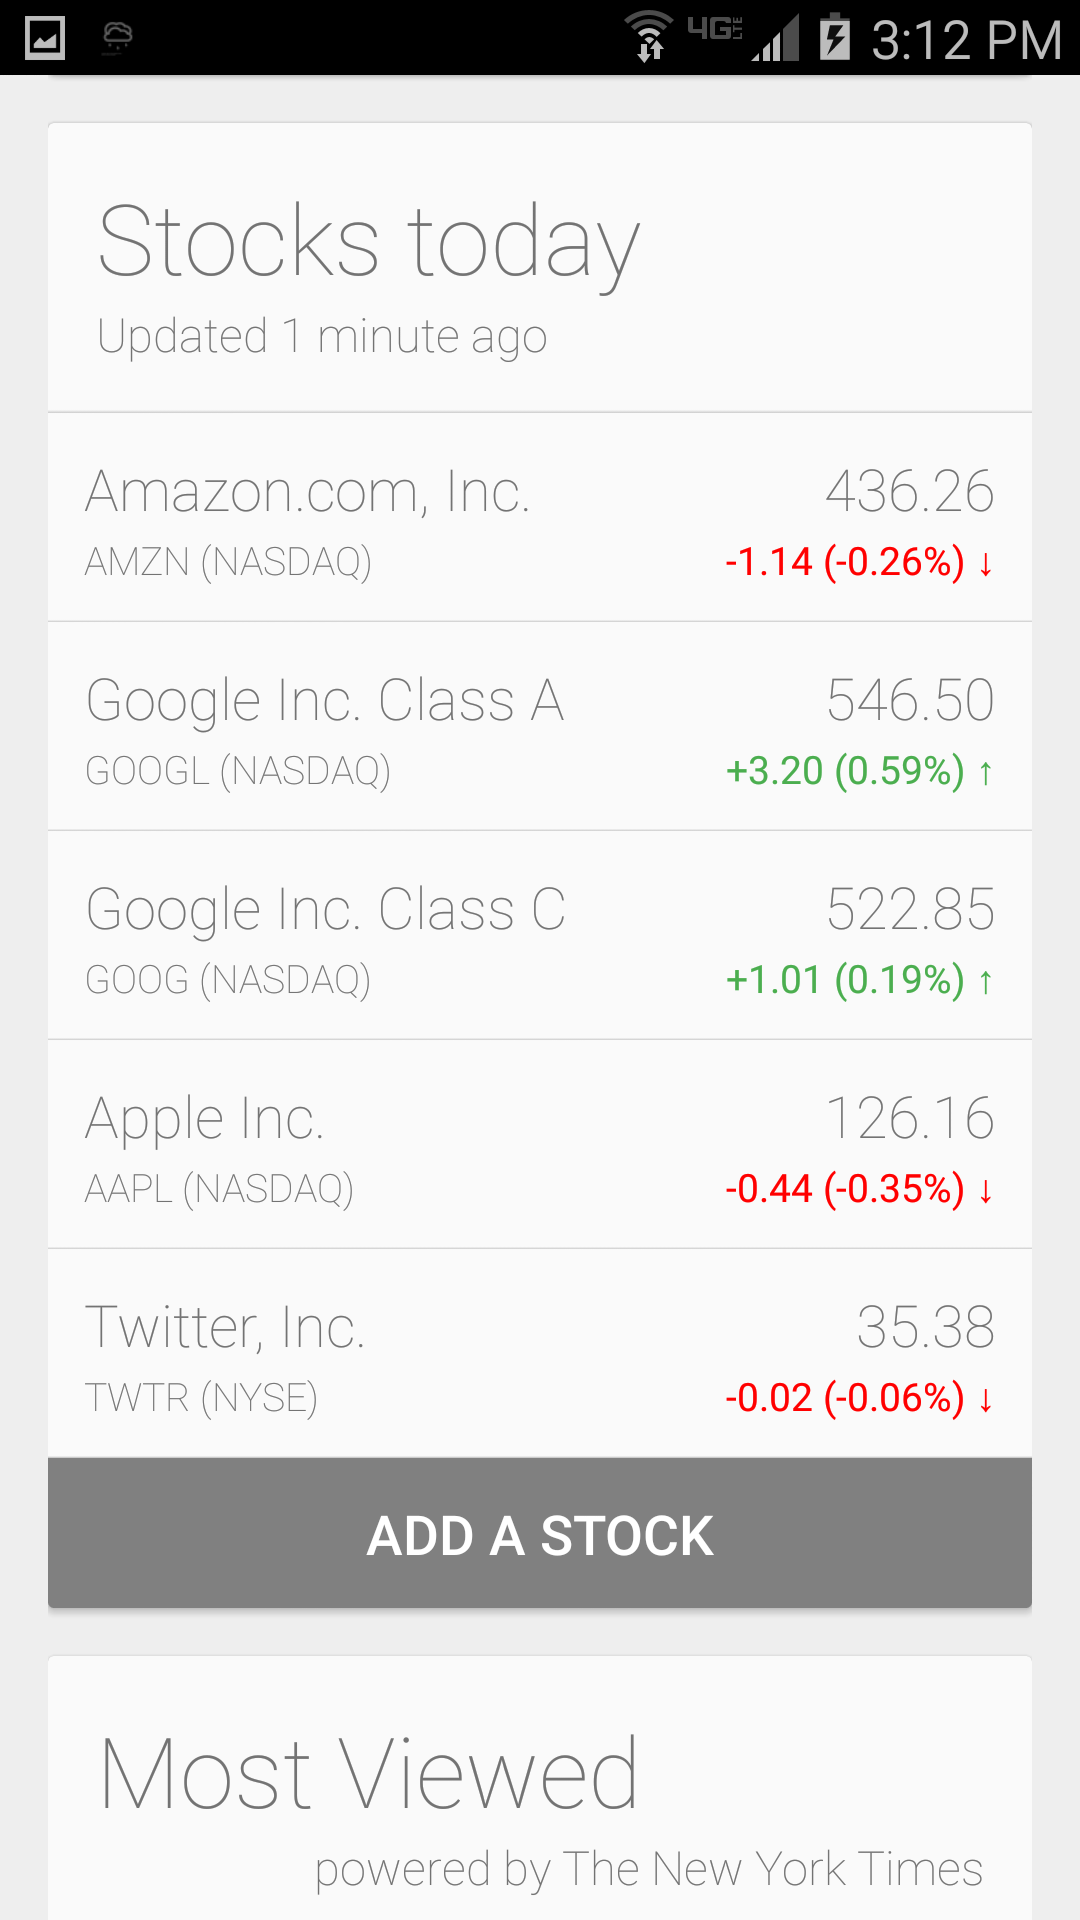 4G LTE 3:12 PM
Stocks today
Updated 1 minute ago
Amazon.com, Inc. 436.26
AMZN (NASDAQ) -1.14 (-0.26%) ↓
Google Inc. Class A 546.50
GOOGL (NASDAQ) +3.20 (0.59%) ↑
Google Inc. Class C 522.85
GOOG (NASDAQ) +1.01 (0.19%) ↑
Apple Inc. 126.16
AAPL (NASDAQ) -0.44 (-0.35%) ↓
Twitter, Inc. 35.38
TWTR (NYSE) -0.02 (-0.06%) ↓
ADD A STOCK
Most Viewed
powered by The New York Times